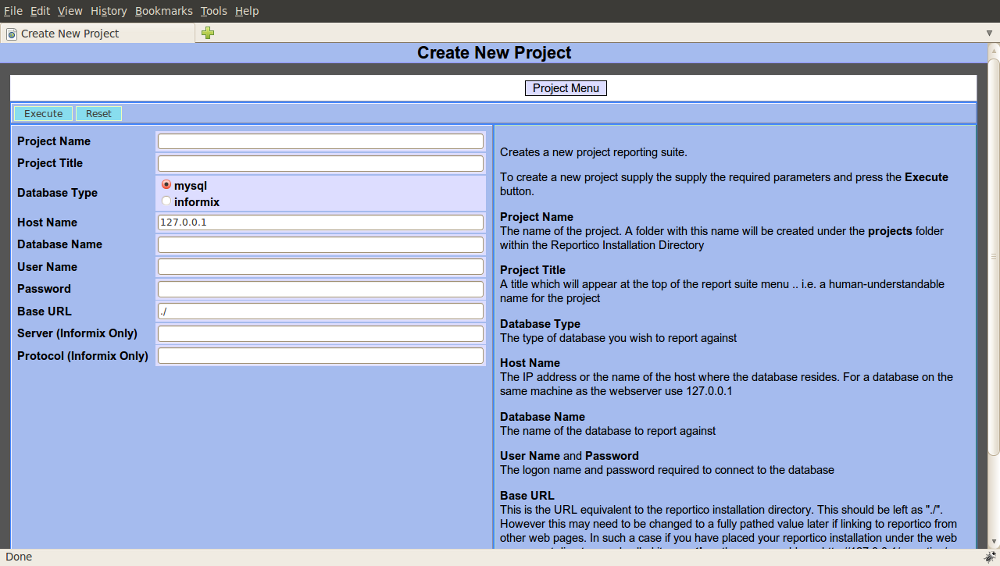 File Edit View History Bookmarks Tools Help
Create New Project
Create New Project
Project Menu
Execute Reset
Project Name
Project Title
Database Type
mysql
informix
Host Name 127.0.0.1
Database Name
User Name
Password
Base URL ./
Server (Informix Only)
Protocol (Informix Only)
Creates a new project reporting suite.
To create a new project supply the supply the required parameters and press the Execute
button.
Project Name
The name of the project. A folder with this name will be created under the projects folder
within the Reportico Installation Directory
Project Title
A title which will appear at the top of the report suite menu .. i.e. a human-understandable
name for the project
Database Type
The type of database you wish to report against
Host Name
The IP address or the name of the host where the database resides. For a database on the
same machine as the webserver use 127.0.0.1
Database Name
The name of the database to report against
User Name and Password
The logon name and password required to connect to the database
Base URL
This is the URL equivalent to the reportico installation directory. This should be left as "./".
However this may need to be changed to a fully pathed value later if linking to reportico from
other web pages. In such a case if you have placed your reportico installation under the web
Done